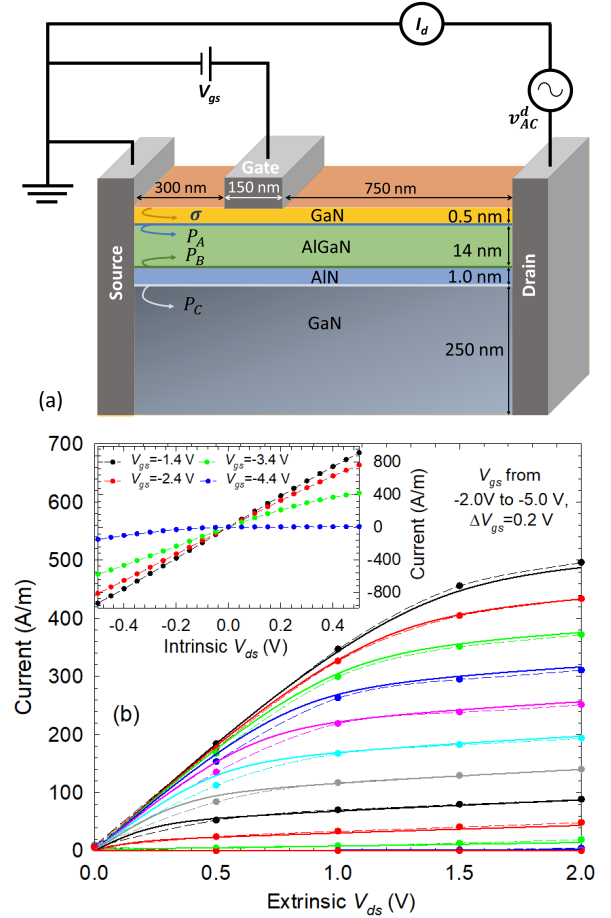 I_d
V_gs
v^d_AC
Gate
300 nm
150 nm
750 nm
σ
GaN
0.5 nm
P_A
AlGaN
14 nm
P_B
AlN
1.0 nm
P_C
GaN
250 nm
Source
Drain
(a)
700
600
500
400
300
200
100
0
Current (A/m)
V_gs=-1.4 V
V_gs=-3.4 V
V_gs=-2.4 V
V_gs=-4.4 V
800
400
0
-400
-800
Current (A/m)
-0.4 -0.2 0.0 0.2 0.4
Intrinsic V_ds (V)
V_gs from
-2.0V to -5.0 V,
ΔV_gs=0.2 V
(b)
0.0 0.5 1.0 1.5 2.0
Extrinsic V_ds (V)